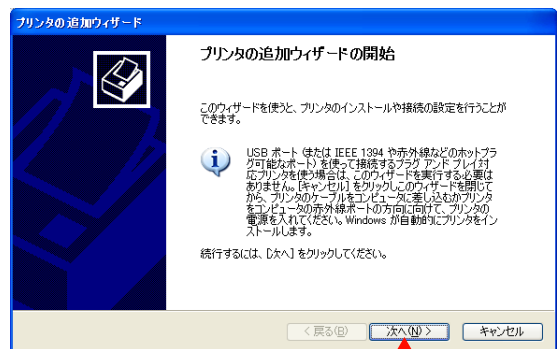 プリンタの追加ウィザード
プリンタの追加ウィザードの開始
このウィザードを使うと、プリンタのインストールや接続の設定を行うことが
できます。
USB ポート (または IEEE 1394 や赤外線などのホットプラ
グ可能なポート) を使って接続するプラグ アンド プレイ対
応プリンタを使う場合は、このウィザードを実行する必要は
ありません。[キャンセル] をクリックしこのウィザードを閉じて
から、プリンタのケーブルをコンピュータに差し込むかプリンタ
をコンピュータの赤外線ポートの方向に向けて、プリンタの
電源を入れてください。Windows が自動的にプリンタをイン
ストールします。
続行するには、[次へ] をクリックしてください。
< 戻る(B)
次へ(N) >
キャンセル